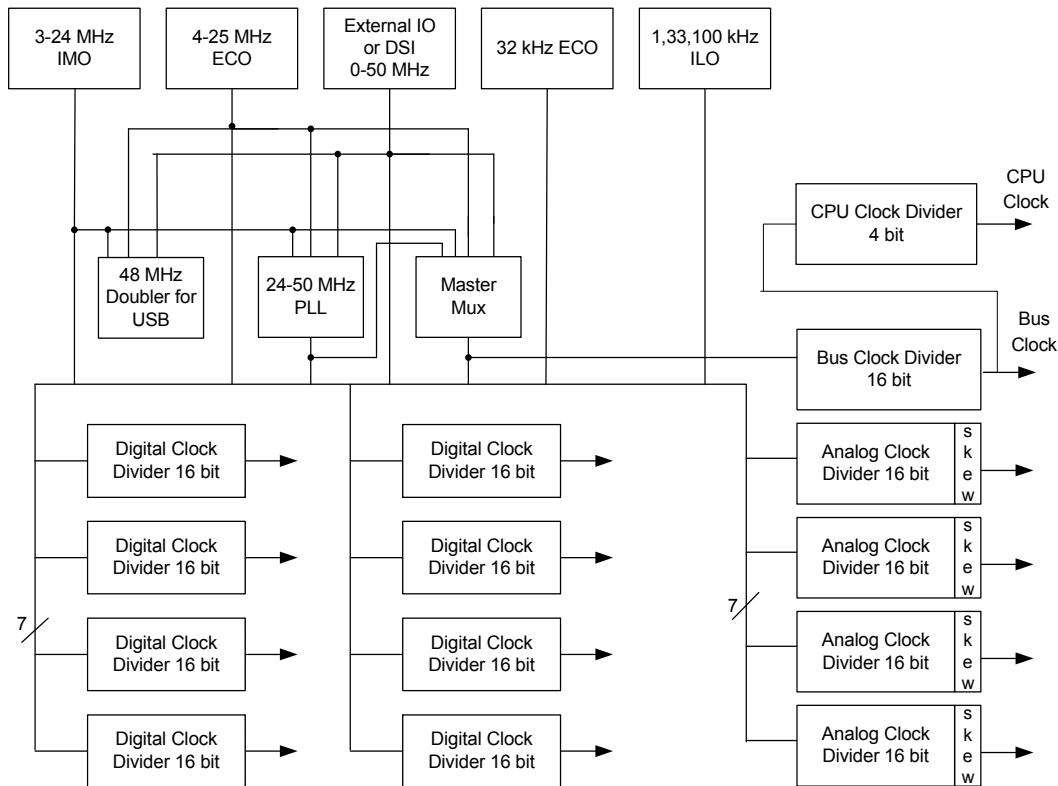 3-24 MHz
IMO
4-25 MHz
ECO
External IO
or DSI
0-50 MHz
32 kHz ECO
1,33,100 kHz
ILO
CPU
Clock
CPU Clock Divider
4 bit
48 MHz
Doubler for
USB
24-50 MHz
PLL
Master
Mux
Bus
Clock
Bus Clock Divider
16 bit
Digital Clock
Divider 16 bit
Digital Clock
Divider 16 bit
Analog Clock
Divider 16 bit
s
k
e
w
Digital Clock
Divider 16 bit
Digital Clock
Divider 16 bit
Analog Clock
Divider 16 bit
s
k
e
w
7
7
Digital Clock
Divider 16 bit
Digital Clock
Divider 16 bit
Analog Clock
Divider 16 bit
s
k
e
w
Digital Clock
Divider 16 bit
Digital Clock
Divider 16 bit
Analog Clock
Divider 16 bit
s
k
e
w